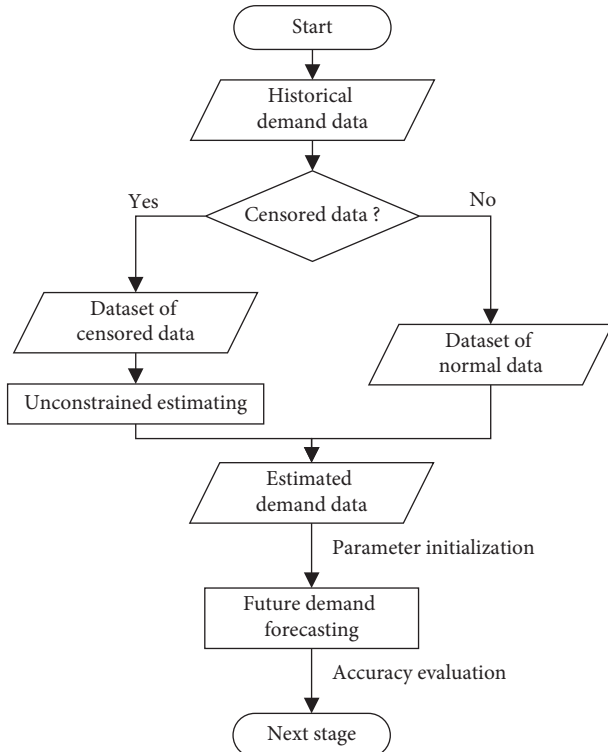 Start
Historical
demand data
Yes
Censored data ?
No
Dataset of
censored data
Dataset of
normal data
Unconstrained estimating
Estimated
demand data
Parameter initialization
Future demand
forecasting
Accuracy evaluation
Next stage